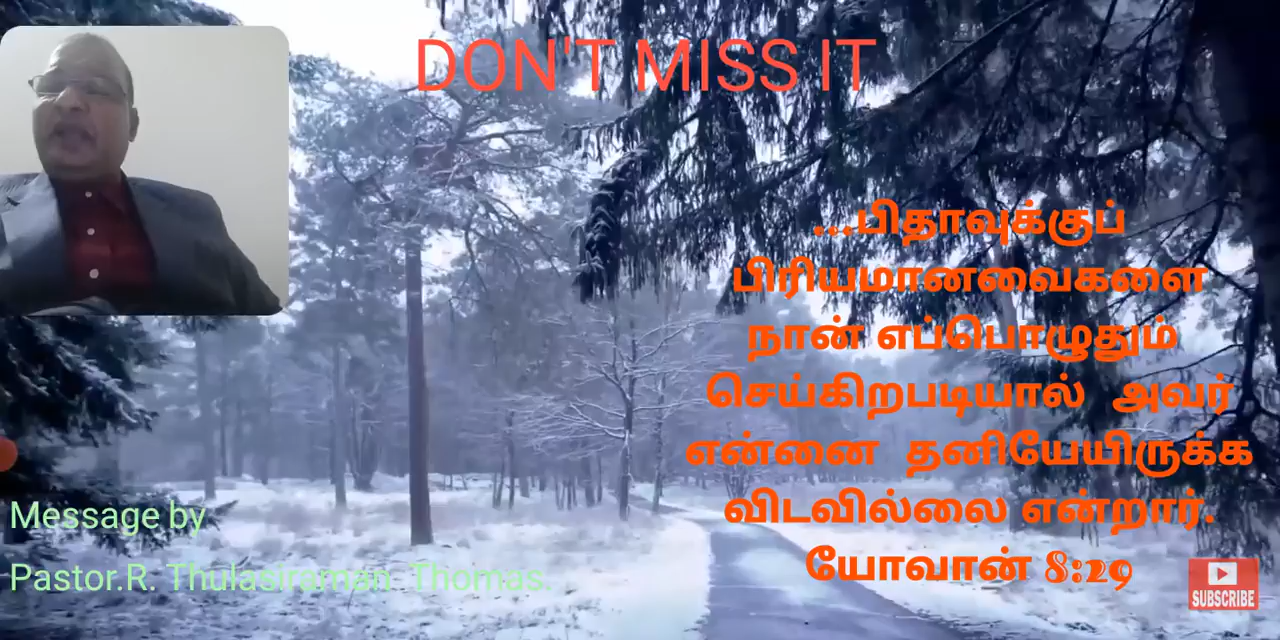 DON'T MISS IT
...பிதாவுக்குப்
பிரியமானவைகளை
நான் எப்பொழுதும்
செய்கிறபடியால் அவர்
என்னை தனியேயிருக்க
விடவில்லை என்றார்.
யோவான் 8:29
Message by
Pastor.R. Thulasiraman Thomas.
SUBSCRIBE